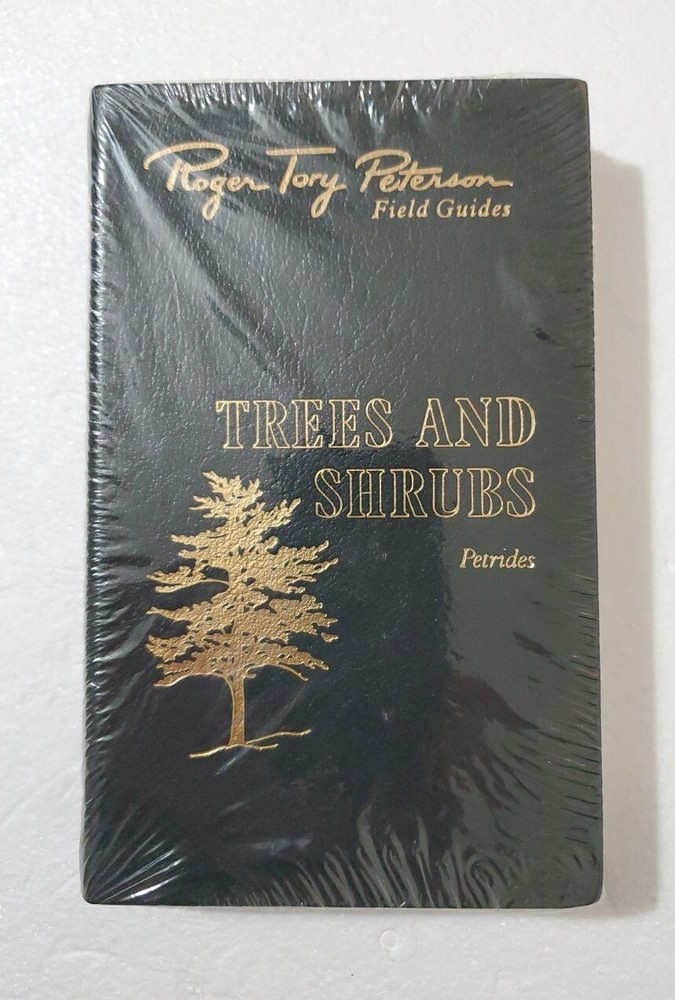 Roger Tory Peterson
Field Guides
TREES AND
SHRUBS
Petrides